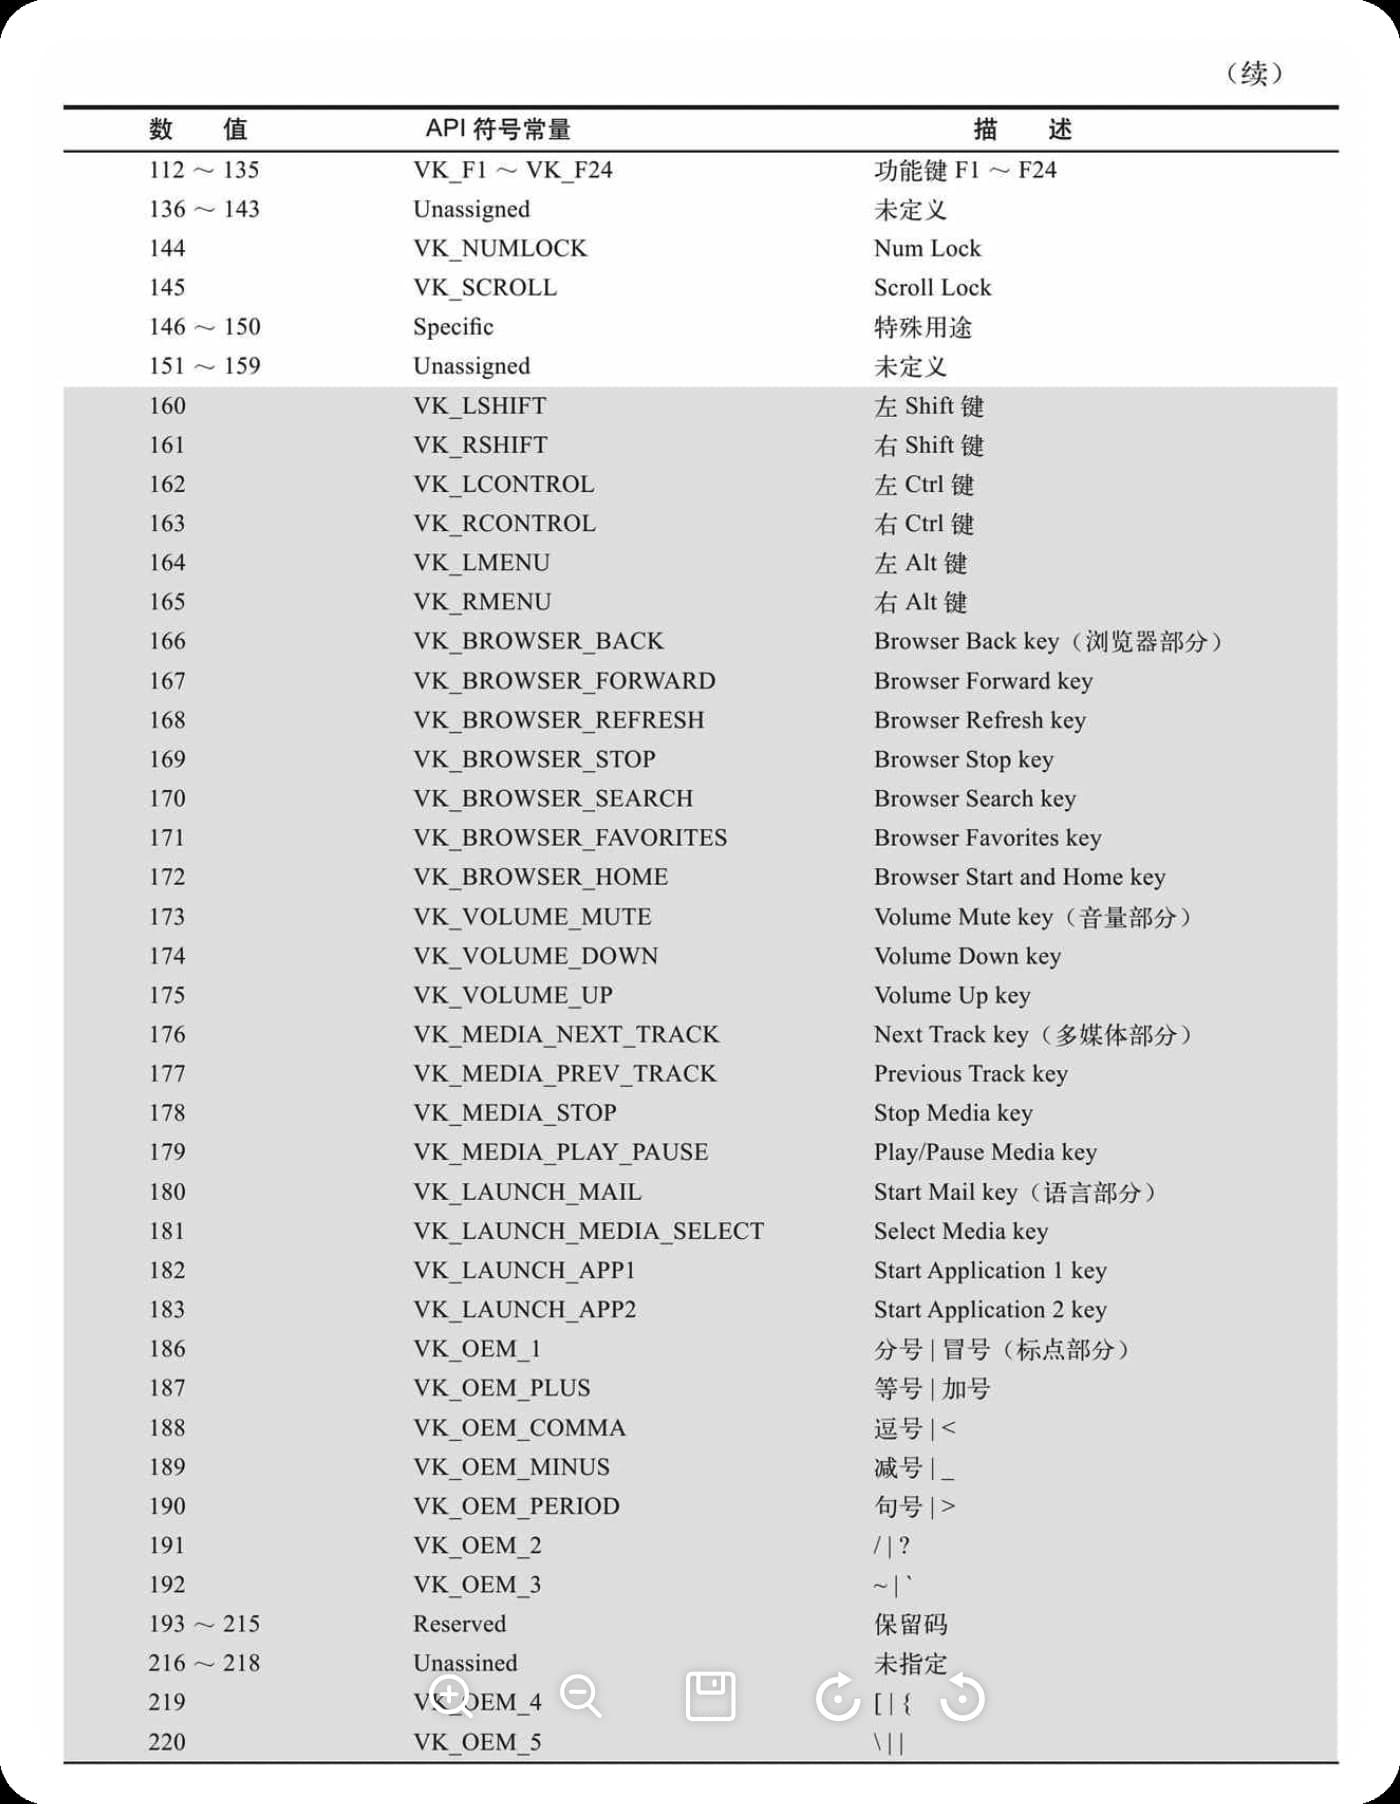 （续）
数 值 API 符号常量 描 述
112 ～ 135 VK_F1 ～ VK_F24 功能键 F1 ～ F24
136 ～ 143 Unassigned 未定义
144 VK_NUMLOCK Num Lock
145 VK_SCROLL Scroll Lock
146 ～ 150 Specific 特殊用途
151 ～ 159 Unassigned 未定义
160 VK_LSHIFT 左 Shift 键
161 VK_RSHIFT 右 Shift 键
162 VK_LCONTROL 左 Ctrl 键
163 VK_RCONTROL 右 Ctrl 键
164 VK_LMENU 左 Alt 键
165 VK_RMENU 右 Alt 键
166 VK_BROWSER_BACK Browser Back key（浏览器部分）
167 VK_BROWSER_FORWARD Browser Forward key
168 VK_BROWSER_REFRESH Browser Refresh key
169 VK_BROWSER_STOP Browser Stop key
170 VK_BROWSER_SEARCH Browser Search key
171 VK_BROWSER_FAVORITES Browser Favorites key
172 VK_BROWSER_HOME Browser Start and Home key
173 VK_VOLUME_MUTE Volume Mute key（音量部分）
174 VK_VOLUME_DOWN Volume Down key
175 VK_VOLUME_UP Volume Up key
176 VK_MEDIA_NEXT_TRACK Next Track key（多媒体部分）
177 VK_MEDIA_PREV_TRACK Previous Track key
178 VK_MEDIA_STOP Stop Media key
179 VK_MEDIA_PLAY_PAUSE Play/Pause Media key
180 VK_LAUNCH_MAIL Start Mail key（语言部分）
181 VK_LAUNCH_MEDIA_SELECT Select Media key
182 VK_LAUNCH_APP1 Start Application 1 key
183 VK_LAUNCH_APP2 Start Application 2 key
186 VK_OEM_1 分号 | 冒号（标点部分）
187 VK_OEM_PLUS 等号 | 加号
188 VK_OEM_COMMA 逗号 | <
189 VK_OEM_MINUS 减号 | _
190 VK_OEM_PERIOD 句号 | >
191 VK_OEM_2 / | ?
192 VK_OEM_3 ~ | `
193 ～ 215 Reserved 保留码
216 ～ 218 Unassined 未指定
219 VK_OEM_4 [ | {
220 VK_OEM_5 \ | |